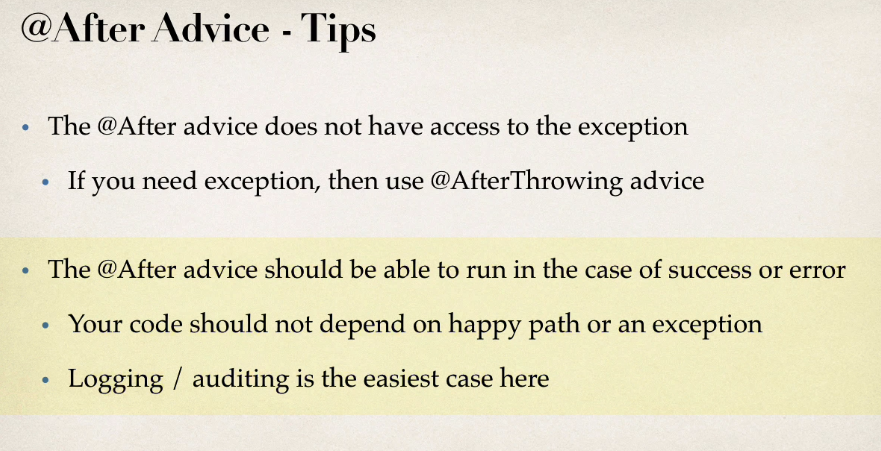 @After Advice - Tips
• The @After advice does not have access to the exception
• If you need exception, then use @AfterThrowing advice
• The @After advice should be able to run in the case of success or error
• Your code should not depend on happy path or an exception
• Logging / auditing is the easiest case here